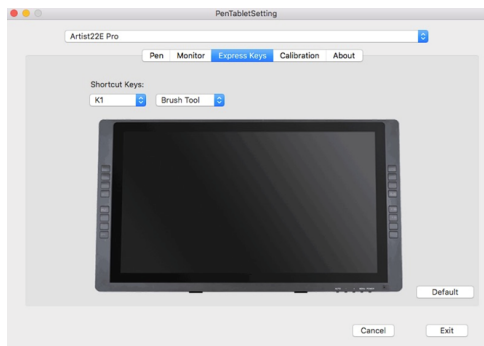 PenTabletSetting
Artist22E Pro
Pen Monitor Express Keys Calibration About
Shortcut Keys:
K1 Brush Tool
Default
Cancel Exit